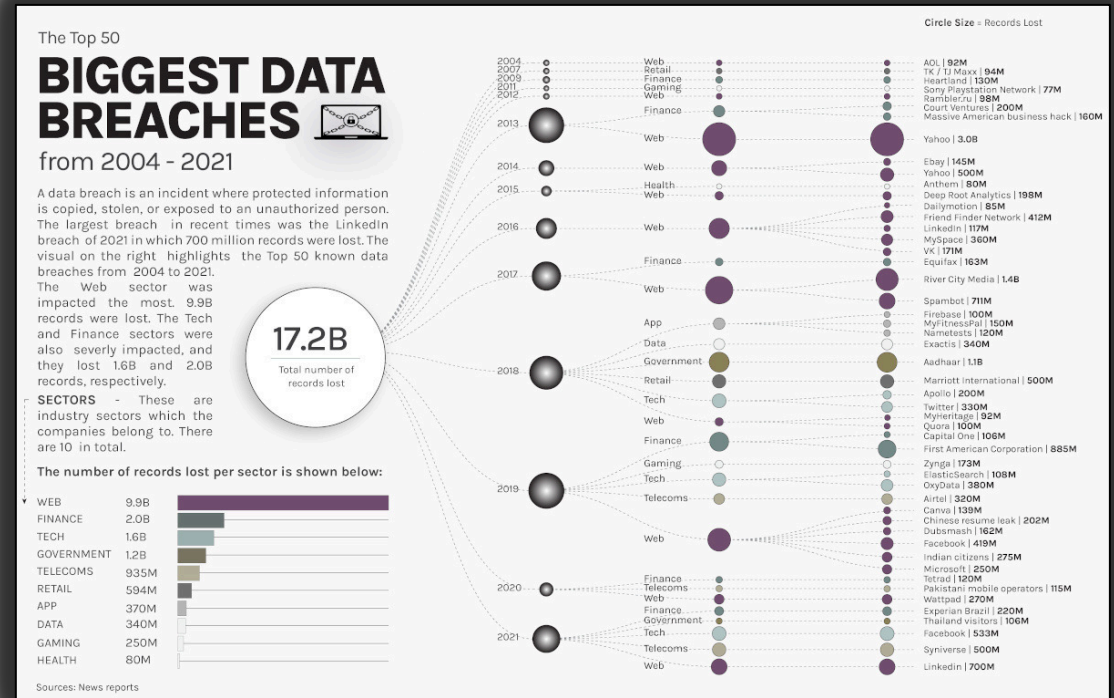 Circle Size = Records Lost
The Top 50
BIGGEST DATA
BREACHES
from 2004 - 2021
A data breach is an incident where protected information
is copied, stolen, or exposed to an unauthorized person.
The largest breach in recent times was the LinkedIn
breach of 2021 in which 700 million records were lost. The
visual on the right highlights the Top 50 known data
breaches from 2004 to 2021.
The Web sector was
impacted the most. 9.9B
records were lost. The Tech
and Finance sectors were
also severly impacted, and
they lost 1.6B and 2.0B
records, respectively.
SECTORS - These are
industry sectors which the
companies belong to. There
are 10 in total.
The number of records lost per sector is shown below:
WEB 9.9B
FINANCE 2.0B
TECH 1.6B
GOVERNMENT 1.2B
TELECOMS 935M
RETAIL 594M
APP 370M
DATA 340M
GAMING 250M
HEALTH 80M
Sources: News reports
17.2B
Total number of
records lost
2004
2007
2009
2011
2012
2013
2014
2015
2016
2017
2018
2019
2020
2021
Web
Retail
Finance
Gaming
Web
Finance
Web
Web
Health
Web
Web
Finance
Web
App
Data
Government
Retail
Tech
Web
Finance
Gaming
Tech
Telecoms
Web
Finance
Telecoms
Web
Finance
Government
Tech
Telecoms
Web
AOL | 92M
TK / TJ Maxx | 94M
Heartland | 130M
Sony Playstation Network | 77M
Rambler.ru | 98M
Court Ventures | 200M
Massive American business hack | 160M
Yahoo | 3.0B
Ebay | 145M
Yahoo | 500M
Anthem | 80M
Deep Root Analytics | 198M
Dailymotion | 85M
Friend Finder Network | 412M
LinkedIn | 117M
MySpace | 360M
VK | 171M
Equifax | 163M
River City Media | 1.4B
Spambot | 711M
Firebase | 100M
MyFitnessPal | 150M
Nametests | 120M
Exactis | 340M
Aadhaar | 1.1B
Marriott International | 500M
Apollo | 200M
Twitter | 330M
MyHeritage | 92M
Quora | 100M
Capital One | 106M
First American Corporation | 885M
Zynga | 173M
ElasticSearch | 108M
OxyData | 380M
Airtel | 320M
Canva | 139M
Chinese resume leak | 202M
Dubsmash | 162M
Facebook | 419M
Indian citizens | 275M
Microsoft | 250M
Tetrad | 120M
Pakistani mobile operators | 115M
Wattpad | 270M
Experian Brazil | 220M
Thailand visitors | 106M
Facebook | 533M
Syniverse | 500M
Linkedin | 700M